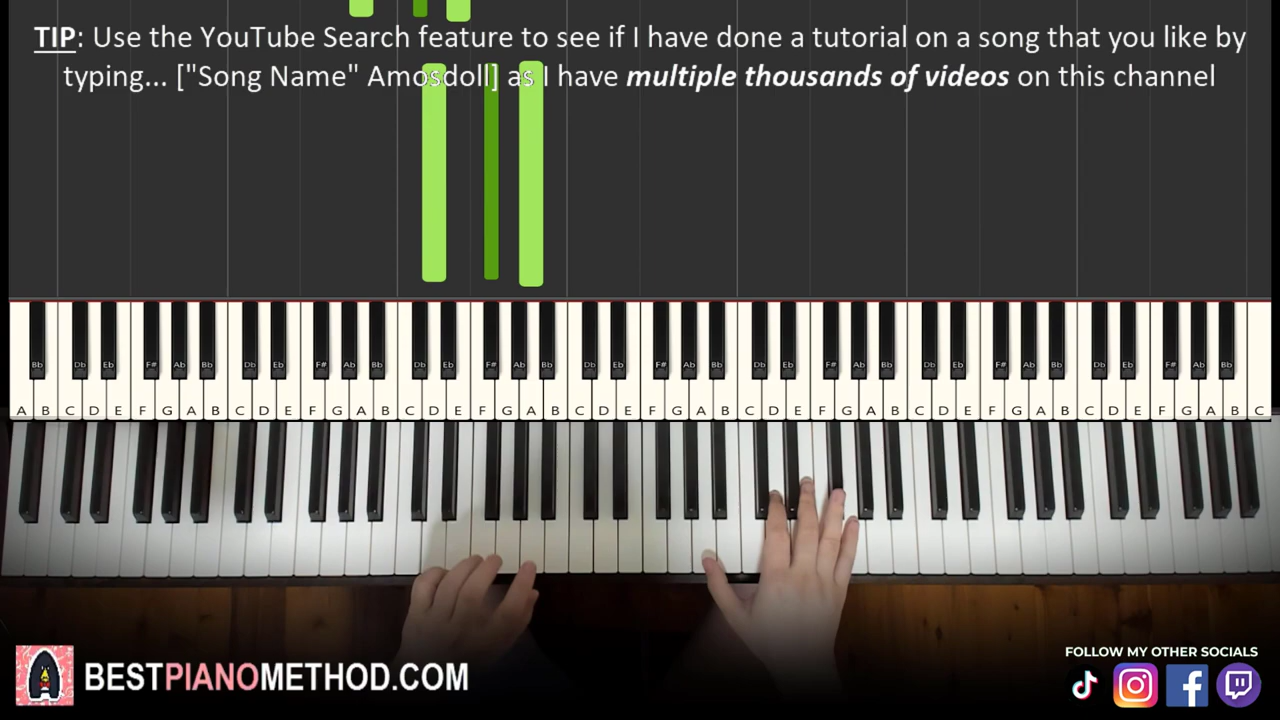 TIP: Use the YouTube Search feature to see if I have done a tutorial on a song that you like by
typing... ["Song Name" Amosdoll] as I have multiple thousands of videos on this channel
Bb Db Eb F# Ab Bb Db Eb F# Ab Bb Db Eb F# Ab Bb Db Eb F# Ab Bb Db Eb F# Ab Bb Db Eb F# Ab Bb Db Eb F# Ab Bb
A B C D E F G A B C D E F G A B C D E F G A B C D E F G A B C D E F G A B C D E F G A B C D E F G A B C
FOLLOW MY OTHER SOCIALS
BESTPIANOMETHOD.COM